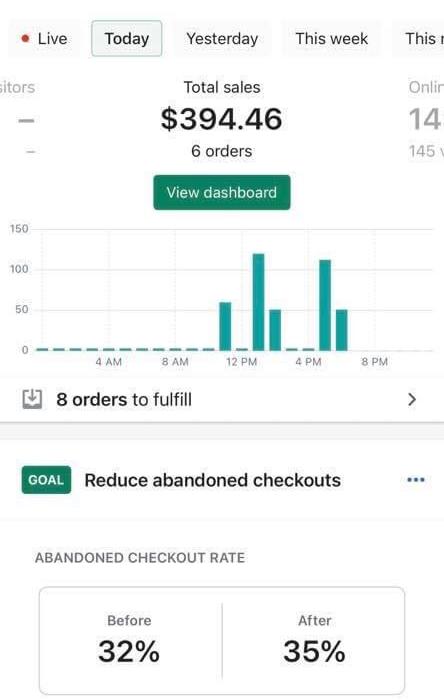 Live Today Yesterday This week This
sitors Total sales Onlin
– $394.46 14
– 6 orders 145 v
View dashboard
150
100
50
0
4 AM 8 AM 12 PM 4 PM 8 PM
8 orders to fulfill
GOAL Reduce abandoned checkouts
ABANDONED CHECKOUT RATE
Before After
32% 35%